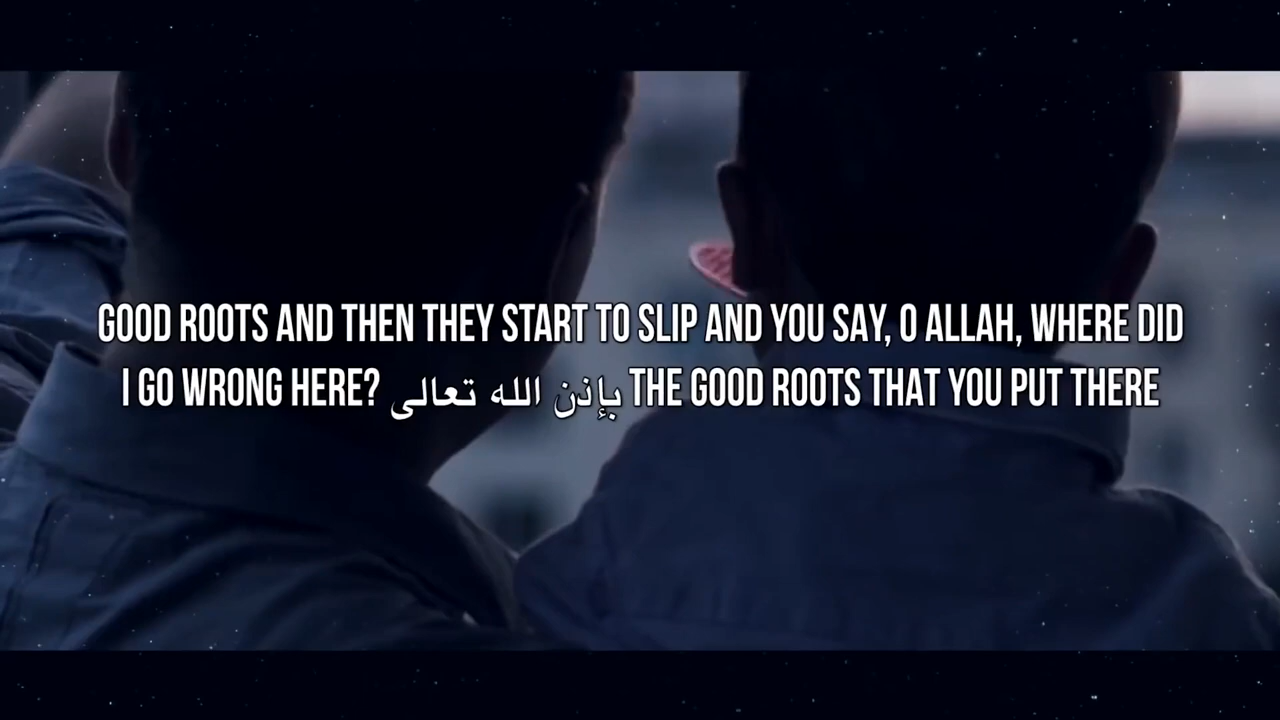 GOOD ROOTS AND THEN THEY START TO SLIP AND YOU SAY, O ALLAH, WHERE DID
I GO WRONG HERE? بإذن الله تعالى THE GOOD ROOTS THAT YOU PUT THERE